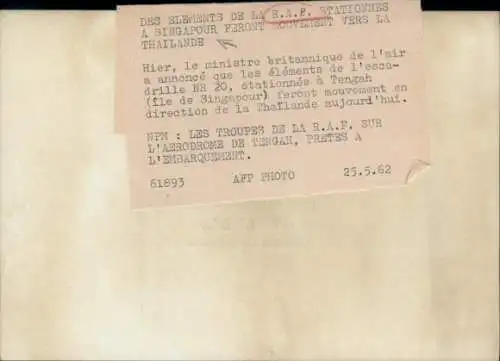 DES ELEMENTS DE LA R.A.F. STATIONNES
A SINGAPOUR FERONT MOUVEMENT VERS LA
THAILANDE
Hier, le ministre britannique de l'air
a annoncé que les éléments de l'esca-
drille NR 20, stationnée à Tengah
(île de Singapour) feront mouvement en
direction de la Thaïlande aujourd'hui.
NPM : LES TROUPES DE LA R.A.F. SUR
L'AERODROME DE TENGAH, PRETES A
L'EMBARQUEMENT.
61893 AFP PHOTO 25.5.62